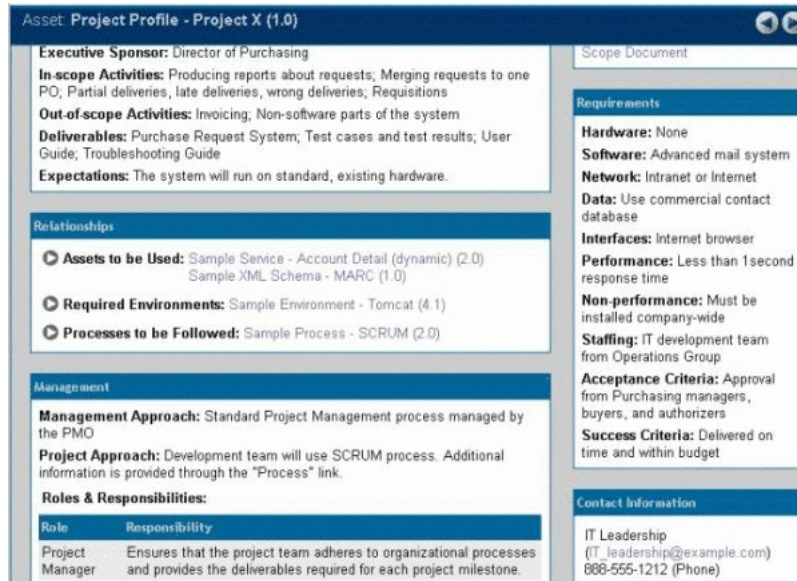 Asset: Project Profile - Project X (1.0)
Executive Sponsor: Director of Purchasing
In-scope Activities: Producing reports about requests; Merging requests to one
PO; Partial deliveries, late deliveries, wrong deliveries; Requisitions
Out-of-scope Activities: Invoicing; Non-software parts of the system
Deliverables: Purchase Request System; Test cases and test results; User
Guide; Troubleshooting Guide
Expectations: The system will run on standard, existing hardware.
Relationships
Assets to be Used: Sample Service - Account Detail (dynamic) (2.0)
Sample XML Schema - MARC (1.0)
Required Environments: Sample Environment - Tomcat (4.1)
Processes to be Followed: Sample Process - SCRUM (2.0)
Management
Management Approach: Standard Project Management process managed by
the PMO
Project Approach: Development team will use SCRUM process. Additional
information is provided through the "Process" link.
Roles & Responsibilities:
Role Responsibility
Project Ensures that the project team adheres to organizational processes
Manager and provides the deliverables required for each project milestone.
Scope Document
Requirements
Hardware: None
Software: Advanced mail system
Network: Intranet or Internet
Data: Use commercial contact
database
Interfaces: Internet browser
Performance: Less than 1second
response time
Non-performance: Must be
installed company-wide
Staffing: IT development team
from Operations Group
Acceptance Criteria: Approval
from Purchasing managers,
buyers, and authorizers
Success Criteria: Delivered on
time and within budget
Contact Information
IT Leadership
(IT_leadership@example.com)
888-555-1212 (Phone)